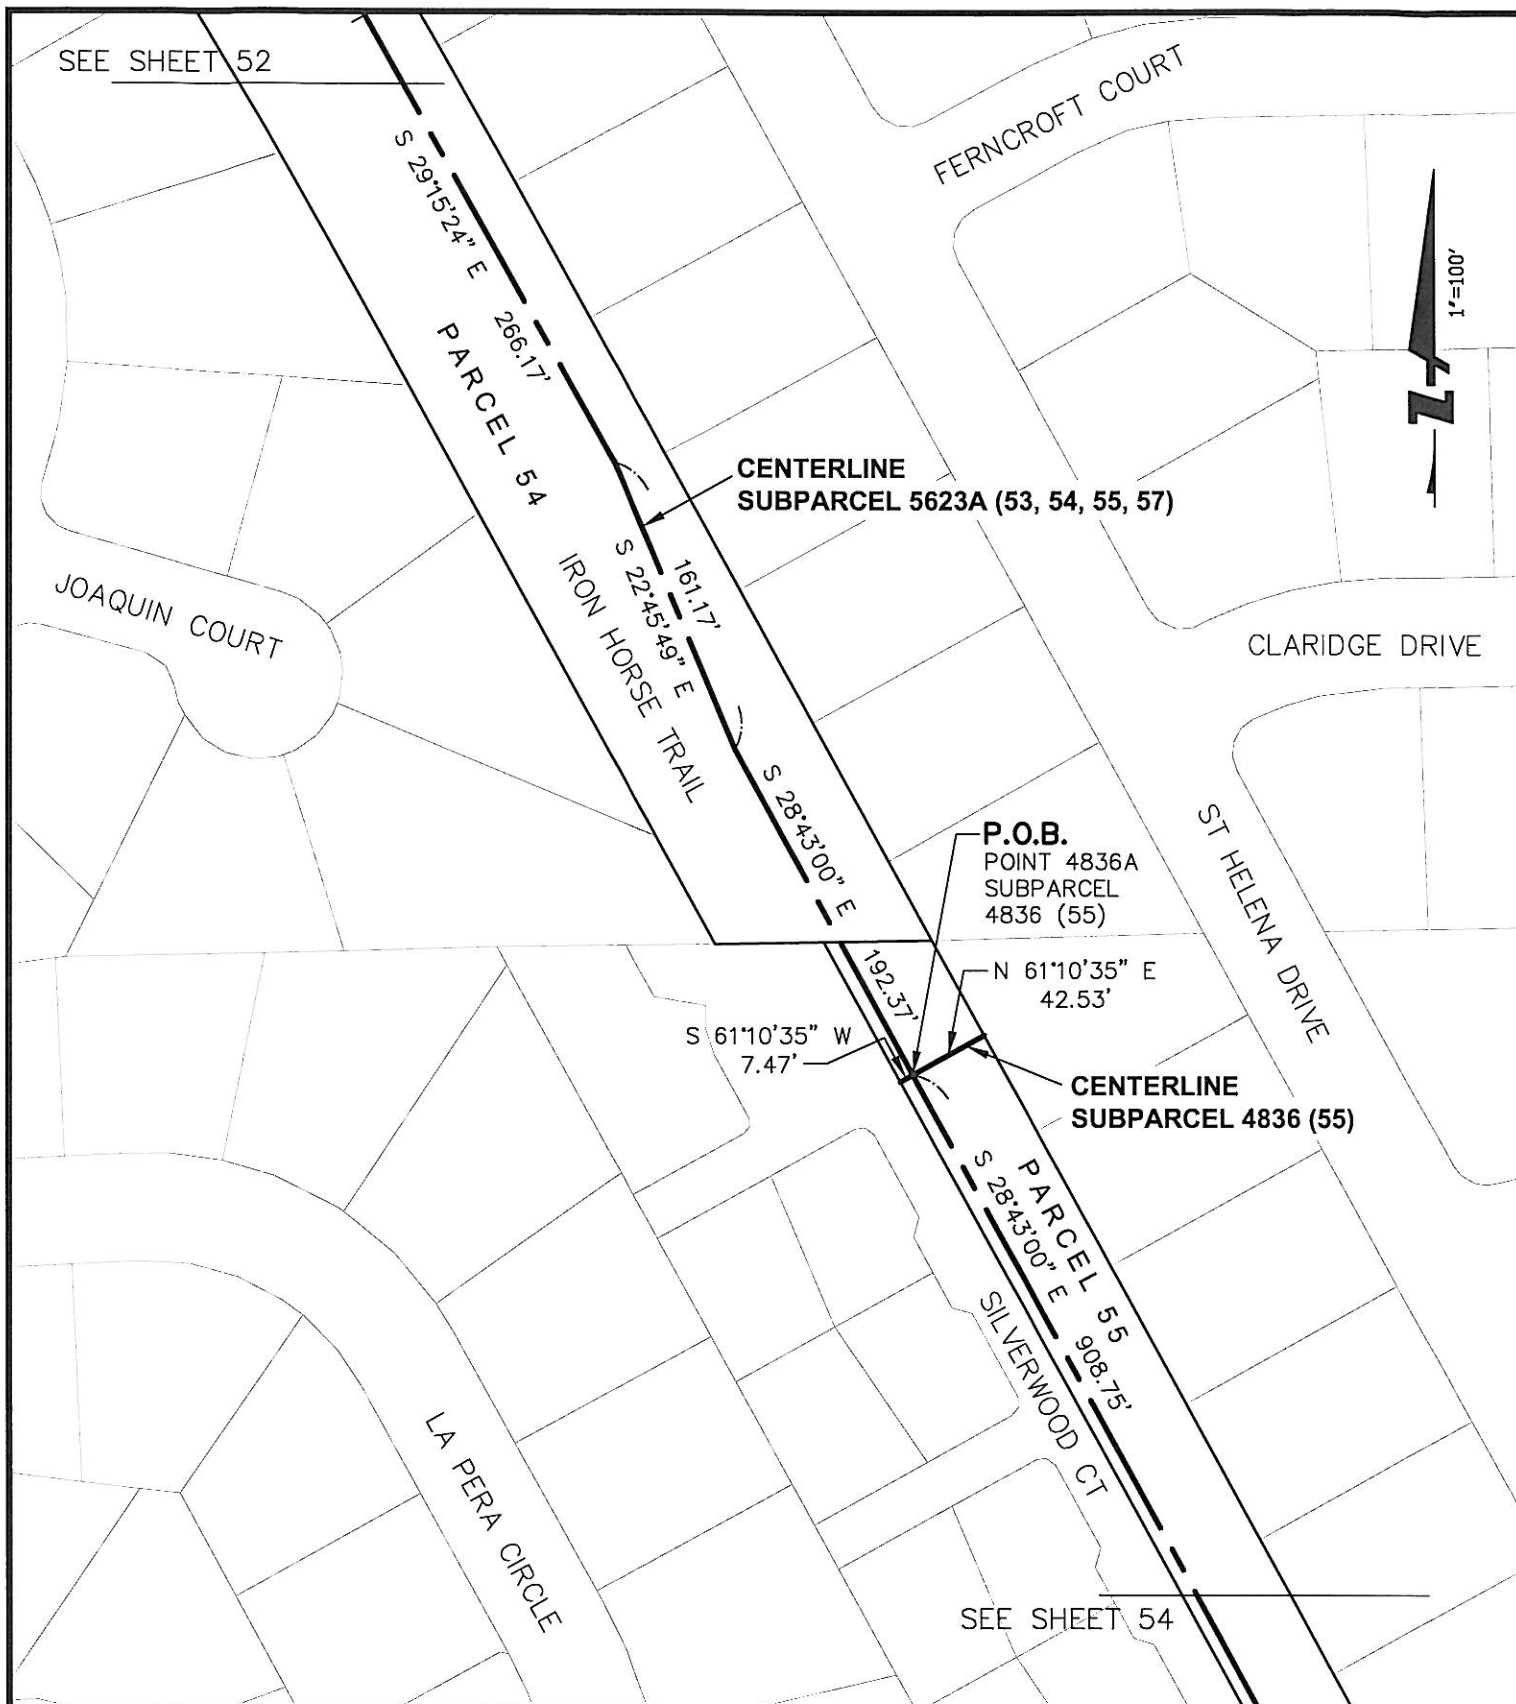 SEE SHEET 52
FERNCROFT COURT
S 29°15'24" E
266.17'
1"=100'
N
PARCEL 54
CENTERLINE
SUBPARCEL 5623A (53, 54, 55, 57)
161.17'
S 22°45'49" E
IRON HORSE TRAIL
JOAQUIN COURT
CLARIDGE DRIVE
S 28°43'00" E
P.O.B.
POINT 4836A
SUBPARCEL
4836 (55)
ST HELENA DRIVE
192.37'
N 61°10'35" E
42.53'
S 61°10'35" W
7.47'
CENTERLINE
SUBPARCEL 4836 (55)
PARCEL 55
S 28°43'00" E
908.75'
SILVERWOOD CT
LA PERA CIRCLE
SEE SHEET 54